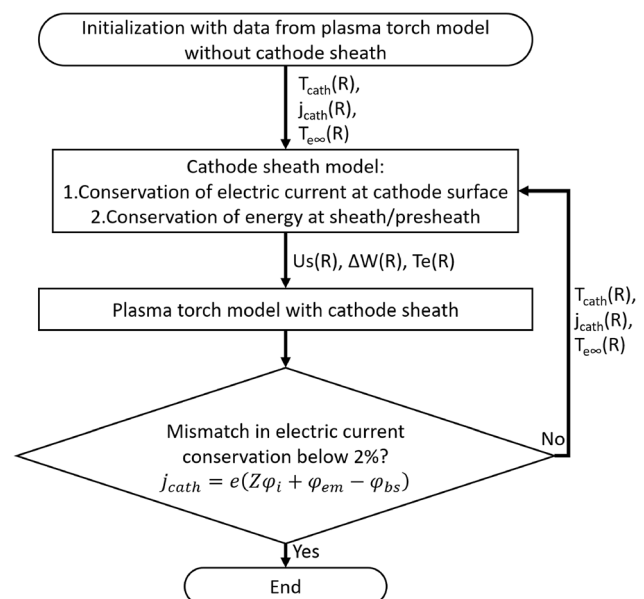 Initialization with data from plasma torch model
without cathode sheath
T_cath(R),
j_cath(R),
T_e∞(R)
Cathode sheath model:
1.Conservation of electric current at cathode surface
2.Conservation of energy at sheath/presheath
Us(R), ΔW(R), Te(R)
Plasma torch model with cathode sheath
T_cath(R),
j_cath(R),
T_e∞(R)
Mismatch in electric current
conservation below 2%?
j_cath = e(Zφ_i + φ_em − φ_bs)
No
Yes
End